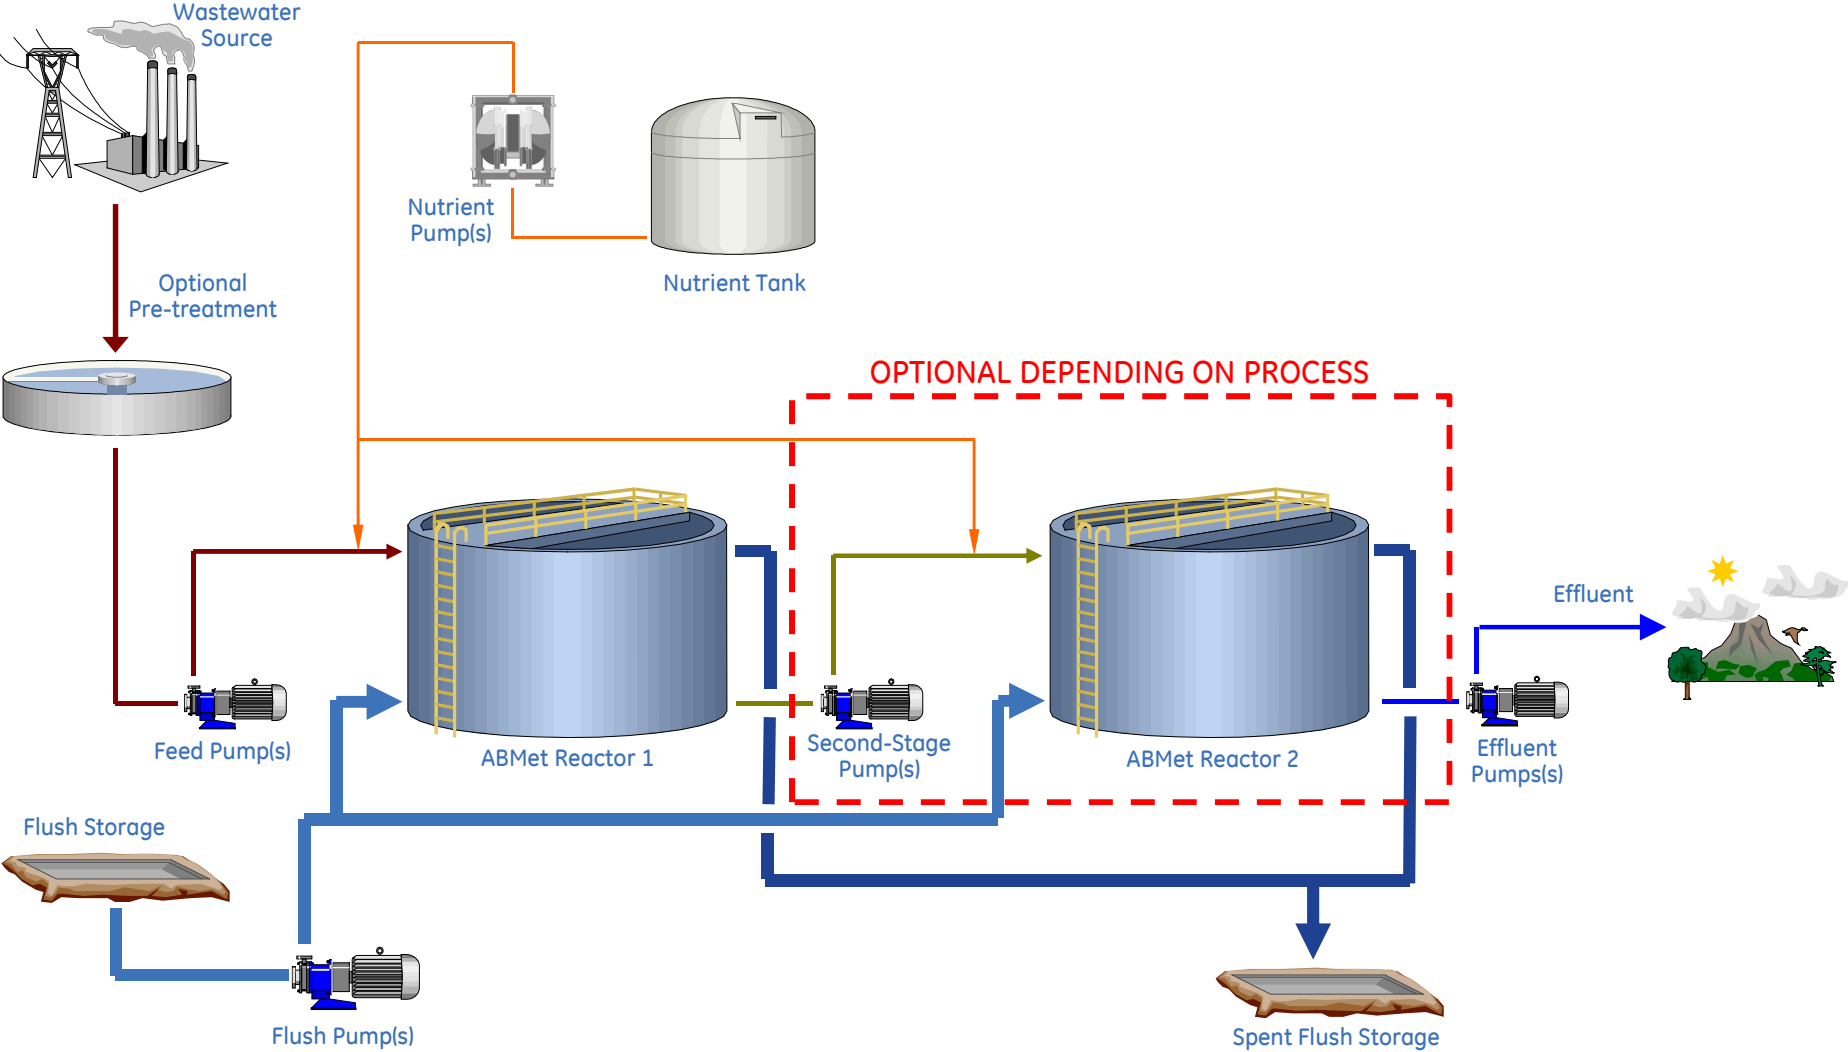 Wastewater
Source
Nutrient
Pump(s)
Nutrient Tank
Optional
Pre-treatment
OPTIONAL DEPENDING ON PROCESS
Effluent
Feed Pump(s)
ABMet Reactor 1
Second-Stage
Pump(s)
ABMet Reactor 2
Effluent
Pumps(s)
Flush Storage
Flush Pump(s)
Spent Flush Storage